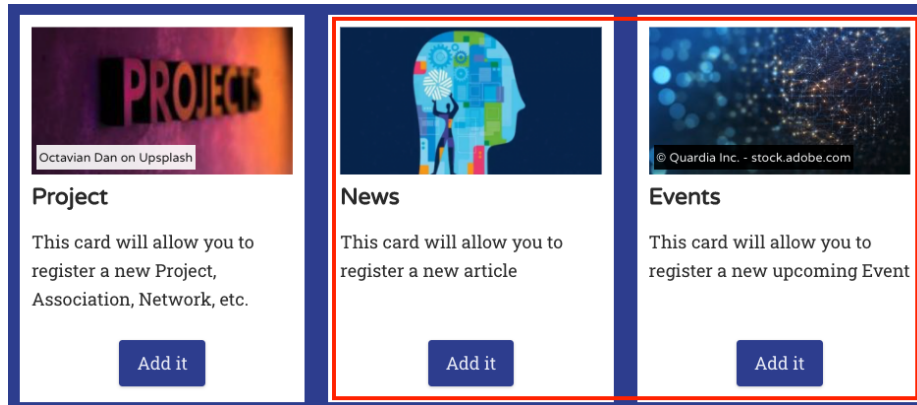 PROJECTS
Octavian Dan on Upsplash
Project
This card will allow you to
register a new Project,
Association, Network, etc.
Add it
News
This card will allow you to
register a new article
Add it
© Quardia Inc. - stock.adobe.com
Events
This card will allow you to
register a new upcoming Event
Add it